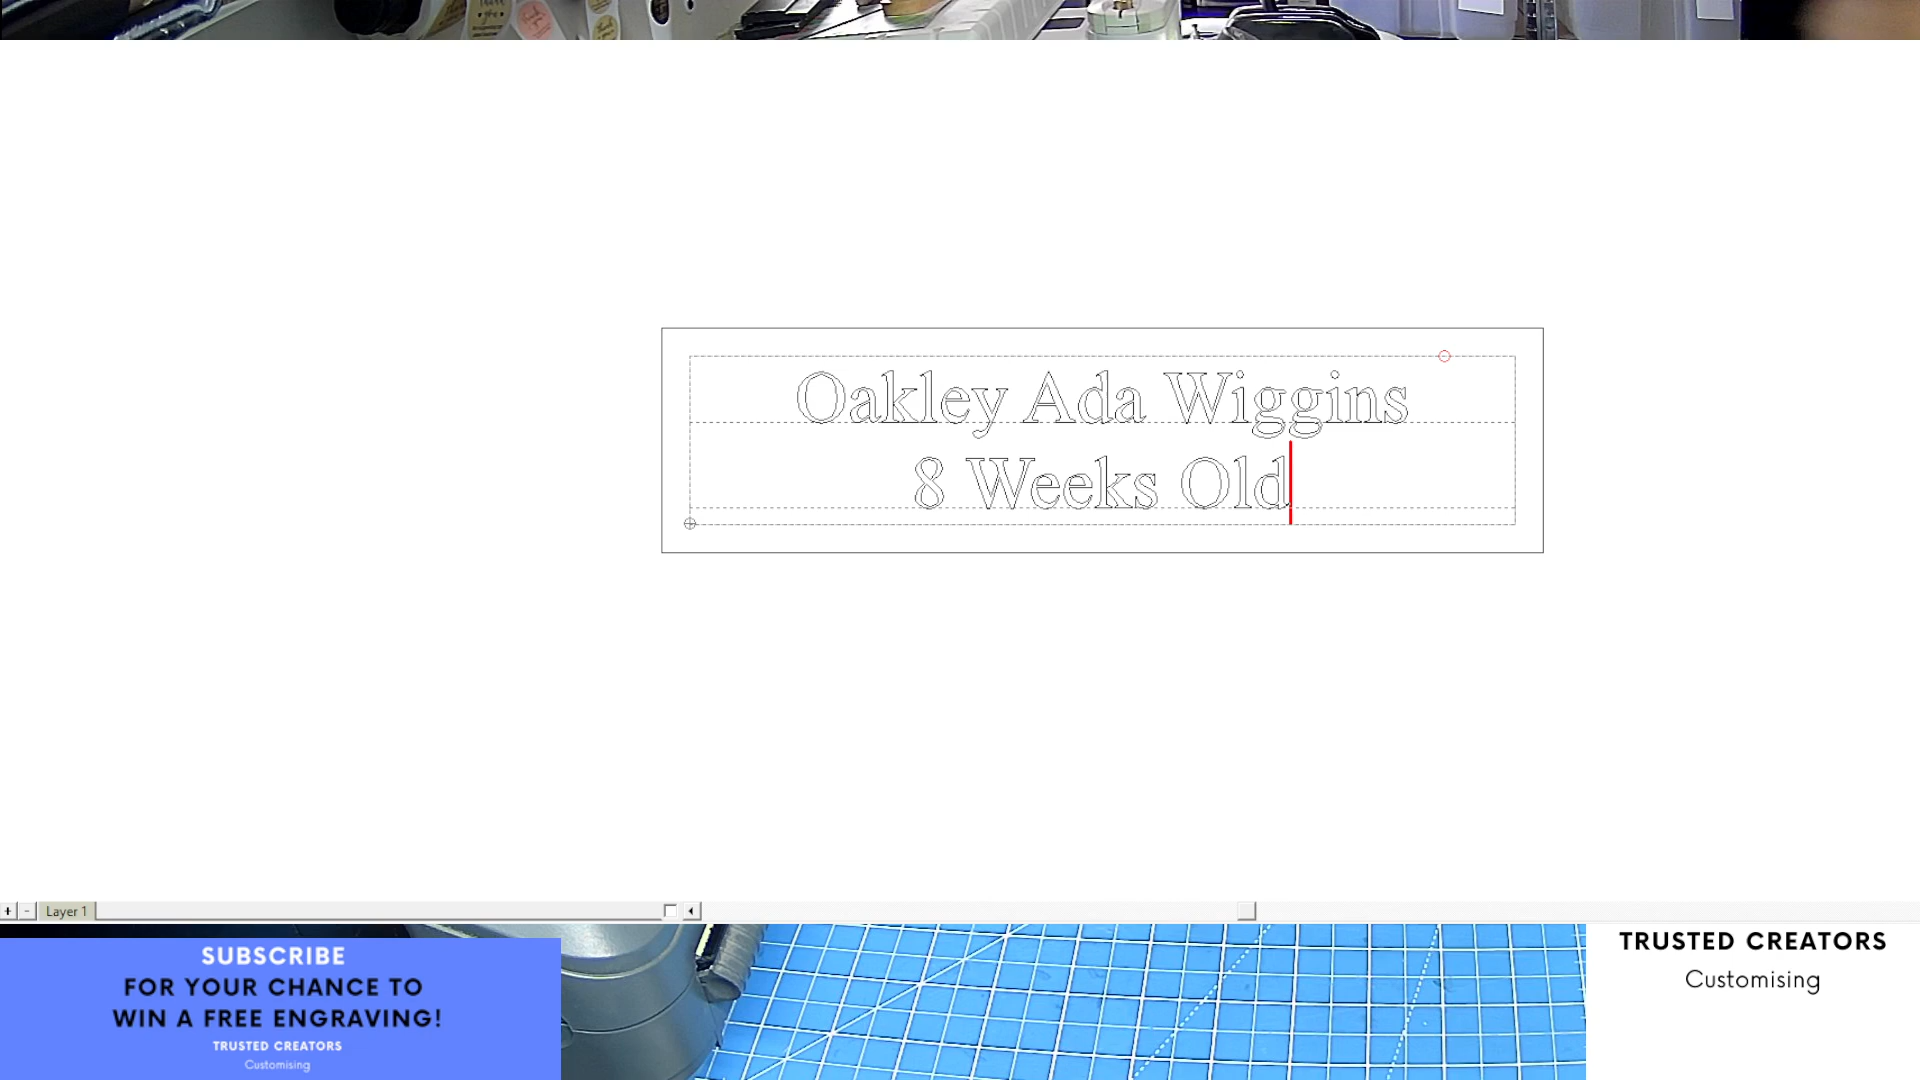 Oakley Ada Wiggins
8 Weeks Old
+ - Layer 1
SUBSCRIBE
FOR YOUR CHANCE TO
WIN A FREE ENGRAVING!
TRUSTED CREATORS
Customising
TRUSTED CREATORS
Customising